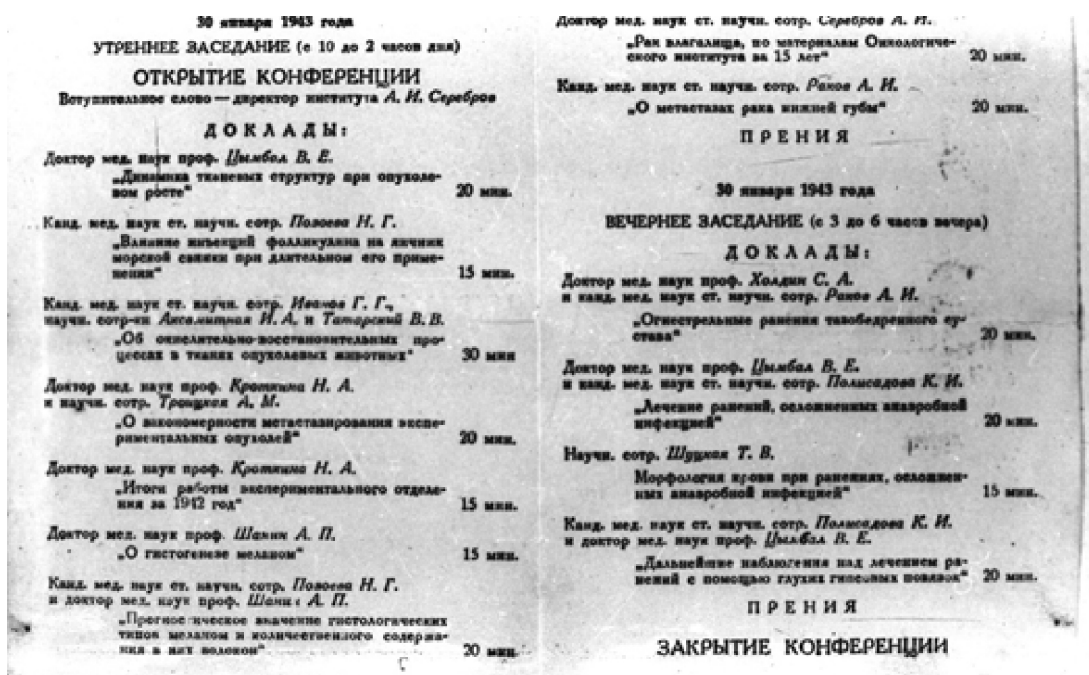 30 января 1943 года
УТРЕННЕЕ ЗАСЕДАНИЕ (с 10 до 2 часов дня)
ОТКРЫТИЕ КОНФЕРЕНЦИИ
Вступительное слово — директор института А. И. Серебров
ДОКЛАДЫ:
Доктор мед. наук проф. Цымбал В. Е.
„Динамика тканевых структур при опухоле-
вом росте“ 20 мин.
Канд. мед. наук ст. научн. сотр. Позоева Н. Г.
„Влияние инъекций фолликулина на яичник
морской свинки при длительном его приме-
нении“ 15 мин.
Канд. мед. наук ст. научн. сотр. Иванов Г. Г.,
научн. сотр-ки Аксамитная И. А. и Татарский В. В.
„Об окислительно-восстановительных про-
цессах в тканях опухолевых животных“ 30 мин
Доктор мед. наук проф. Кроткина Н. А.
и научн. сотр. Троицкая А. М.
„О закономерности метастазирования экспе-
риментальных опухолей“ 20 мин.
Доктор мед. наук проф. Кроткина Н. А.
„Итоги работы экспериментального отделе-
ния за 1942 год“ 15 мин.
Доктор мед. наук проф. Шанин А. П.
„О гистогенезе меланом“ 15 мин.
Канд. мед. наук ст. научн. сотр. Позоева Н. Г.
и доктор мед. наук проф. Шанин А. П.
„Прогностическое значение гистологических
типов меланом и количественного содержа-
ния в них волокон“ 20 мин.
Доктор мед. наук ст. научн. сотр. Серебров А. И.
„Рак влагалища, по материалам Онкологиче-
ского института за 15 лет“ 20 мин.
Канд. мед. наук ст. научн. сотр. Раков А. И.
„О метастазах рака нижней губы“ 20 мин.
ПРЕНИЯ
30 января 1943 года
ВЕЧЕРНЕЕ ЗАСЕДАНИЕ (с 3 до 6 часов вечера)
ДОКЛАДЫ:
Доктор мед. наук проф. Холдин С. А.
и канд. мед. наук ст. научн. сотр. Раков А. И.
„Огнестрельные ранения тазобедренного су-
става“ 20 мин.
Доктор мед. наук проф. Цымбал В. Е.
и канд. мед. наук ст. научн. сотр. Полисадова К. И.
„Лечение ранений, осложненных анаэробной
инфекцией“ 20 мин.
Научн. сотр. Шуцкая Т. В.
Морфология крови при ранениях, осложнен-
ных анаэробной инфекцией“ 15 мин.
Канд. мед. наук ст. научн. сотр. Полисадова К. И.
и доктор мед. наук проф. Цымбал В. Е.
„Дальнейшие наблюдения над лечением ра-
нений с помощью глухих гипсовых повязок“ 20 мин.
ПРЕНИЯ
ЗАКРЫТИЕ КОНФЕРЕНЦИИ